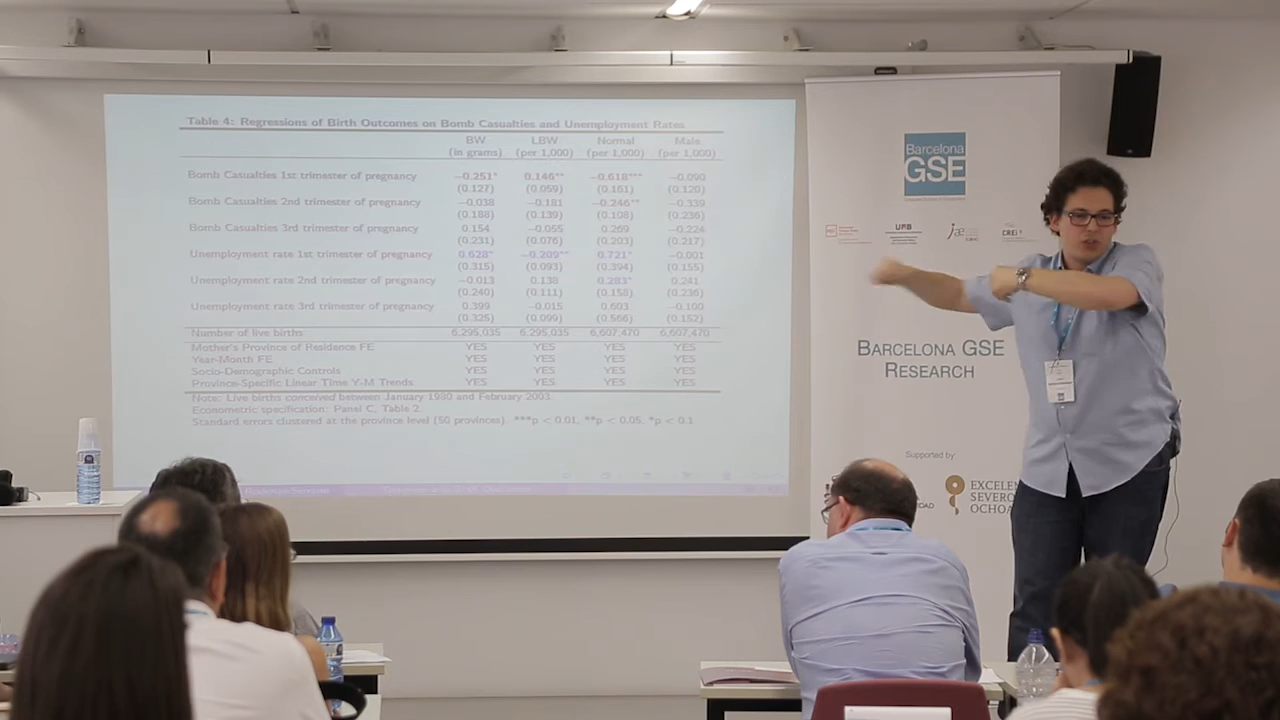 Table 4: Regressions of Birth Outcomes on Bomb Casualties and Unemployment Rates
BW LBW Normal Male
(in grams) (per 1,000) (per 1,000) (per 1,000)
Bomb Casualties 1st trimester of pregnancy −0.251* 0.146** −0.618*** −0.090
(0.127) (0.059) (0.161) (0.120)
Bomb Casualties 2nd trimester of pregnancy −0.038 −0.181 −0.246** −0.339
(0.188) (0.139) (0.108) (0.236)
Bomb Casualties 3rd trimester of pregnancy 0.154 −0.055 0.269 −0.224
(0.231) (0.076) (0.203) (0.217)
Unemployment rate 1st trimester of pregnancy 0.628* −0.209** 0.721* −0.001
(0.315) (0.093) (0.394) (0.155)
Unemployment rate 2nd trimester of pregnancy −0.013 0.138 0.283* 0.241
(0.240) (0.111) (0.158) (0.236)
Unemployment rate 3rd trimester of pregnancy 0.399 −0.015 0.603 −0.100
(0.325) (0.099) (0.566) (0.152)
Number of live births 6,295,035 6,295,035 6,607,470 6,607,470
Mother's Province of Residence FE YES YES YES YES
Year-Month FE YES YES YES YES
Socio-Demographic Controls YES YES YES YES
Province-Specific Linear Time Y-M Trends YES YES YES YES
Note: Live births conceived between January 1980 and February 2003.
Econometric specification: Panel C, Table 2.
Standard errors clustered at the province level (50 provinces). ***p < 0.01, **p < 0.05, *p < 0.1
Barcelona
GSE
UAB
CREi
BARCELONA GSE
RESEARCH
Supported by:
EXCELEN
SEVERO
OCHOA